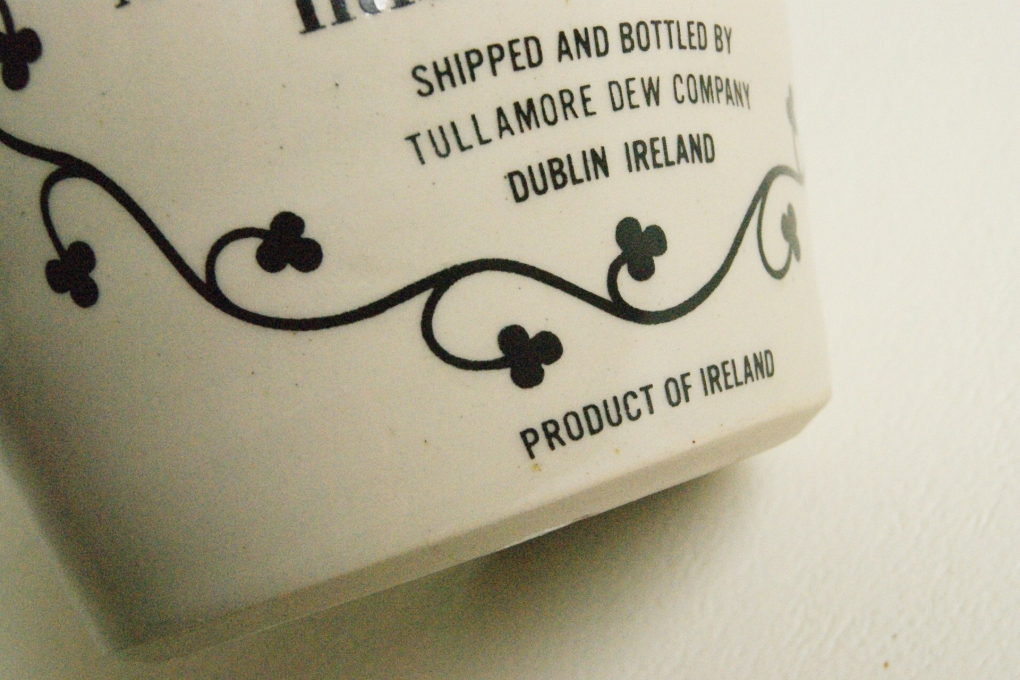 SHIPPED AND BOTTLED BY
TULLAMORE DEW COMPANY
DUBLIN IRELAND
PRODUCT OF IRELAND